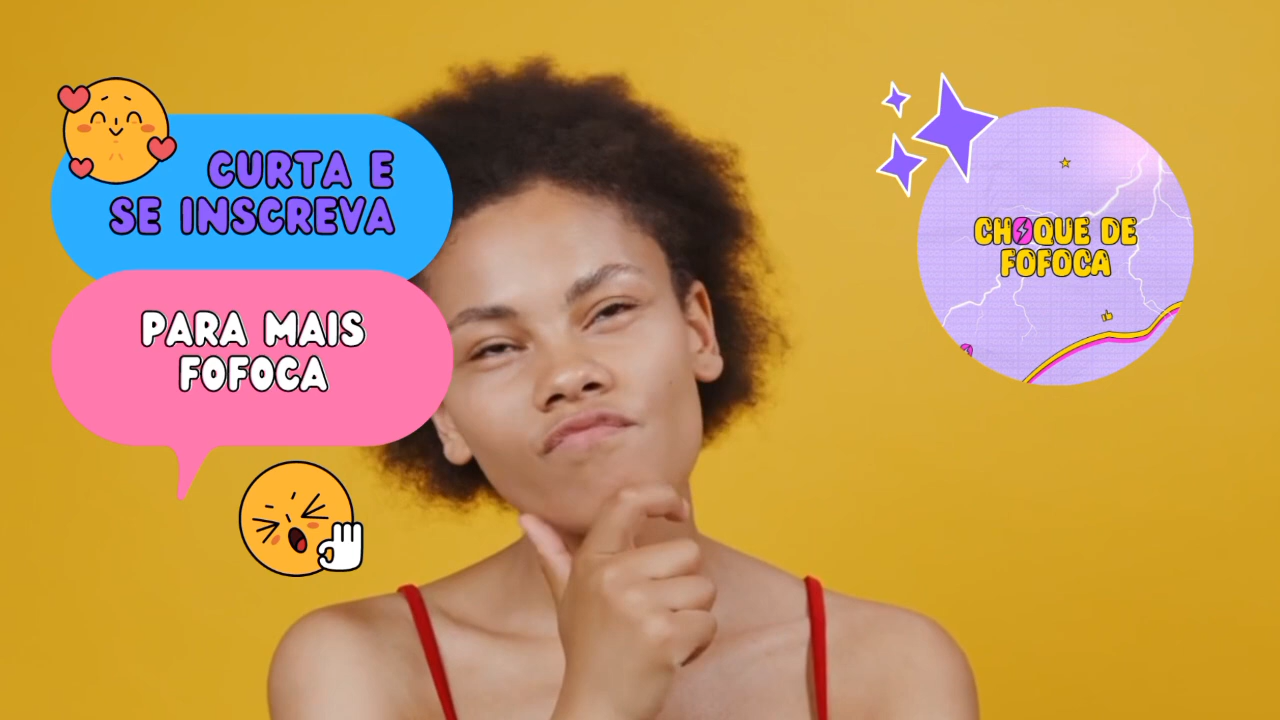 CURTA E
SE INSCREVA
PARA MAIS
FOFOCA
CHOQUE DE
FOFOCA